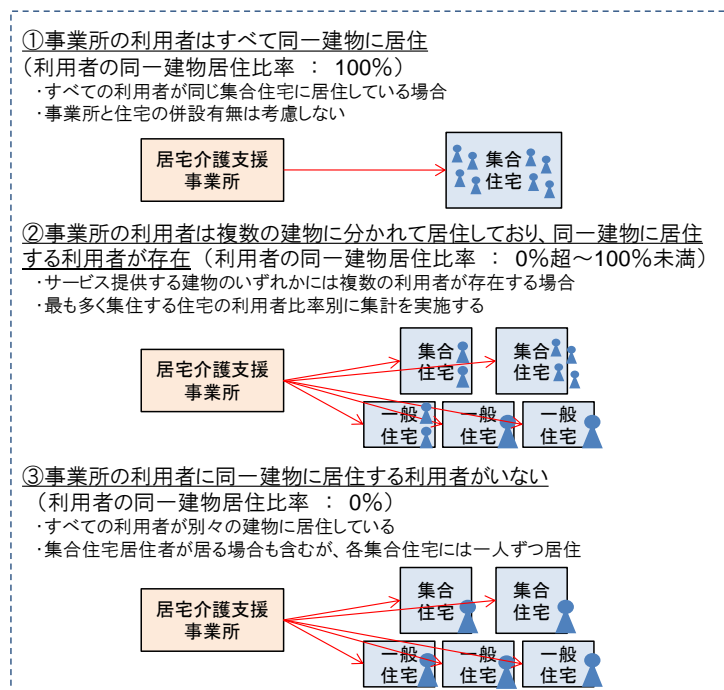 ①事業所の利用者はすべて同一建物に居住
（利用者の同一建物居住比率 ： 100％）
・すべての利用者が同じ集合住宅に居住している場合
・事業所と住宅の併設有無は考慮しない
居宅介護支援
事業所
集合
住宅
②事業所の利用者は複数の建物に分かれて居住しており、同一建物に居住
する利用者が存在（利用者の同一建物居住比率 ： 0％超～100％未満）
・サービス提供する建物のいずれかには複数の利用者が存在する場合
・最も多く集住する住宅の利用者比率別に集計を実施する
居宅介護支援
事業所
集合
住宅
集合
住宅
一般
住宅
一般
住宅
一般
住宅
③事業所の利用者に同一建物に居住する利用者がいない
（利用者の同一建物居住比率 ： 0％）
・すべての利用者が別々の建物に居住している
・集合住宅居住者が居る場合も含むが、各集合住宅には一人ずつ居住
居宅介護支援
事業所
集合
住宅
集合
住宅
一般
住宅
一般
住宅
一般
住宅